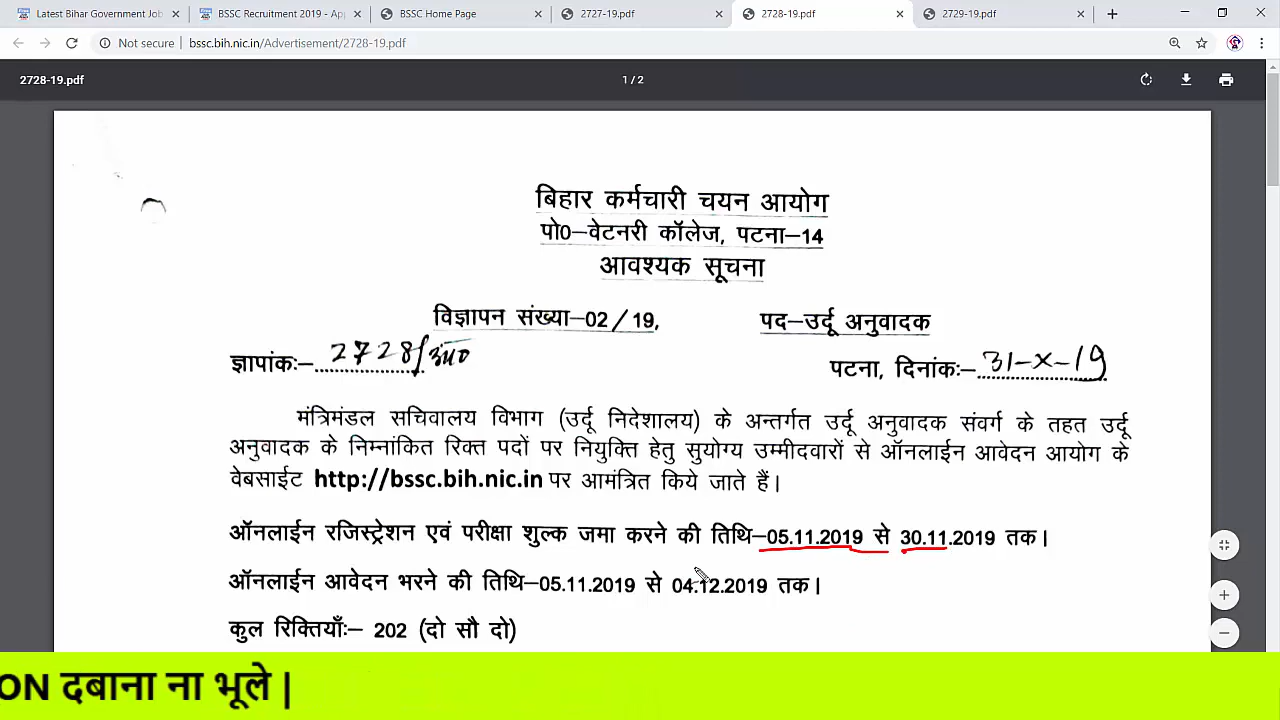 Latest Bihar Government Job
BSSC Recruitment 2019 - Ap
BSSC Home Page
2727-19.pdf
2728-19.pdf
2729-19.pdf
Not secure | bssc.bih.nic.in/Advertisement/2728-19.pdf
2728-19.pdf
1 / 2
बिहार कर्मचारी चयन आयोग
पो0–वेटनरी कॉलेज, पटना–14
आवश्यक सूचना
विज्ञापन संख्या–02/19, पद–उर्दू अनुवादक
ज्ञापांकः–2728/ पटना, दिनांकः–31-X-19
मंत्रिमंडल सचिवालय विभाग (उर्दू निदेशालय) के अन्तर्गत उर्दू अनुवादक संवर्ग के तहत उर्दू
अनुवादक के निम्नांकित रिक्त पदों पर नियुक्ति हेतु सुयोग्य उम्मीदवारों से ऑनलाईन आवेदन आयोग के
वेबसाईट http://bssc.bih.nic.in पर आमंत्रित किये जाते हैं।
ऑनलाईन रजिस्ट्रेशन एवं परीक्षा शुल्क जमा करने की तिथि–05.11.2019 से 30.11.2019 तक।
ऑनलाईन आवेदन भरने की तिथि–05.11.2019 से 04.12.2019 तक।
कुल रिक्तियाँः– 202 (दो सौ दो)
ON दबाना ना भूले |